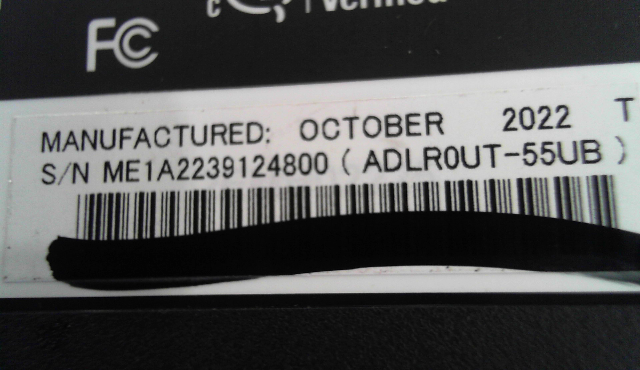 c
FC
MANUFACTURED: OCTOBER 2022 T
S/N ME1A2239124800 ( ADLR0UT-55UB )